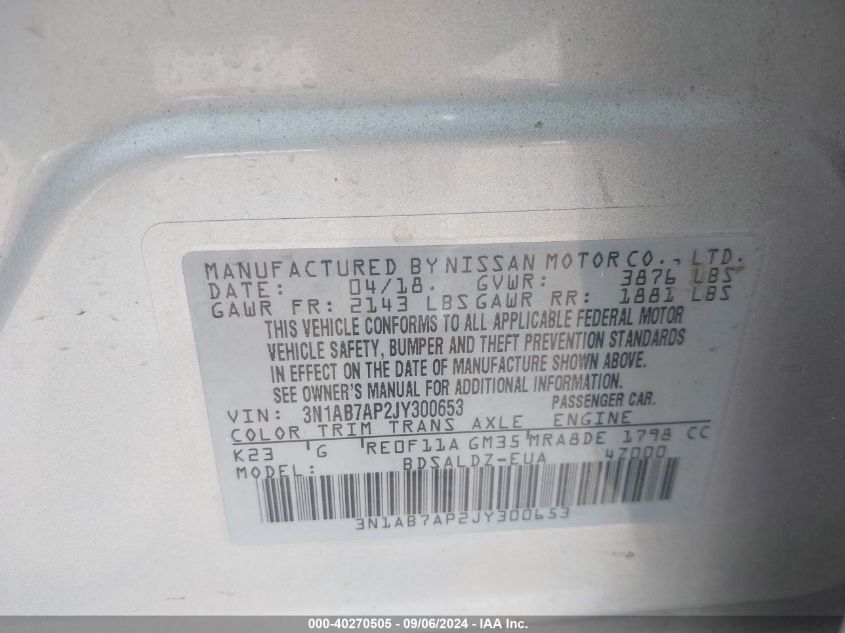 MANUFACTURED BY NISSAN MOTOR CO., LTD.
DATE: 04/18. GVWR: 3876 LBS
GAWR FR: 2143 LBS GAWR RR: 1881 LBS
THIS VEHICLE CONFORMS TO ALL APPLICABLE FEDERAL MOTOR
VEHICLE SAFETY, BUMPER AND THEFT PREVENTION STANDARDS
IN EFFECT ON THE DATE OF MANUFACTURE SHOWN ABOVE.
SEE OWNER'S MANUAL FOR ADDITIONAL INFORMATION.
VIN: 3N1AB7AP2JY300653 PASSENGER CAR.
COLOR TRIM TRANS AXLE ENGINE
K23 G RE0F11A GM35 MRA8DE 1798 CC
MODEL: BDSALDZ-EUA 4Z000
3N1AB7AP2JY300653
000-40270505 - 09/06/2024 - IAA Inc.